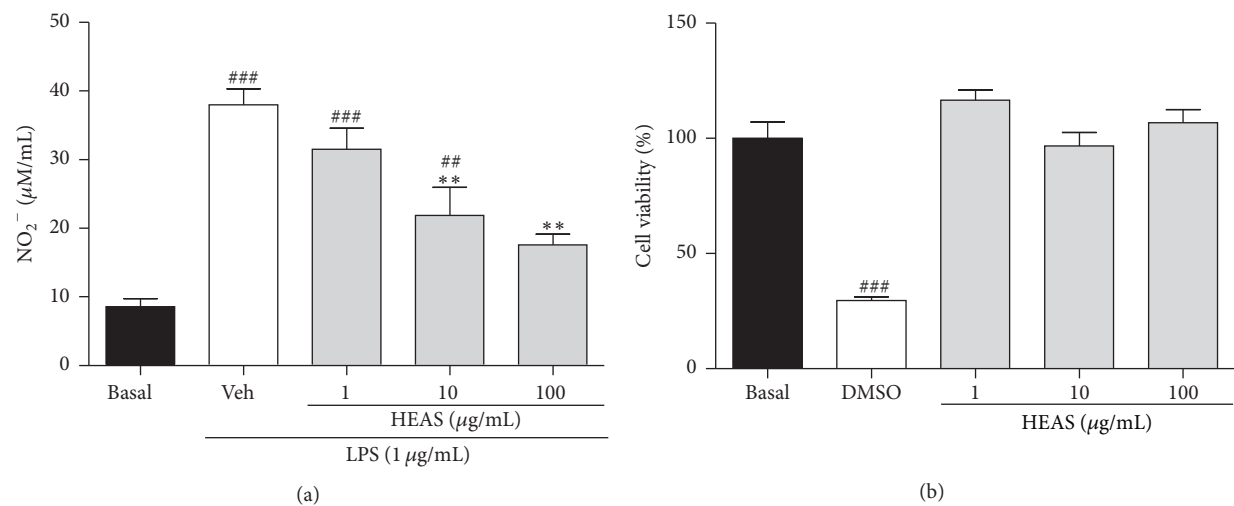 50
40
30
20
10
0
NO₂⁻ (μM/mL)
###
###
##
**
**
Basal Veh 1 10 100
HEAS (μg/mL)
LPS (1 μg/mL)
(a)
150
100
50
0
Cell viability (%)
###
Basal DMSO 1 10 100
HEAS (μg/mL)
(b)